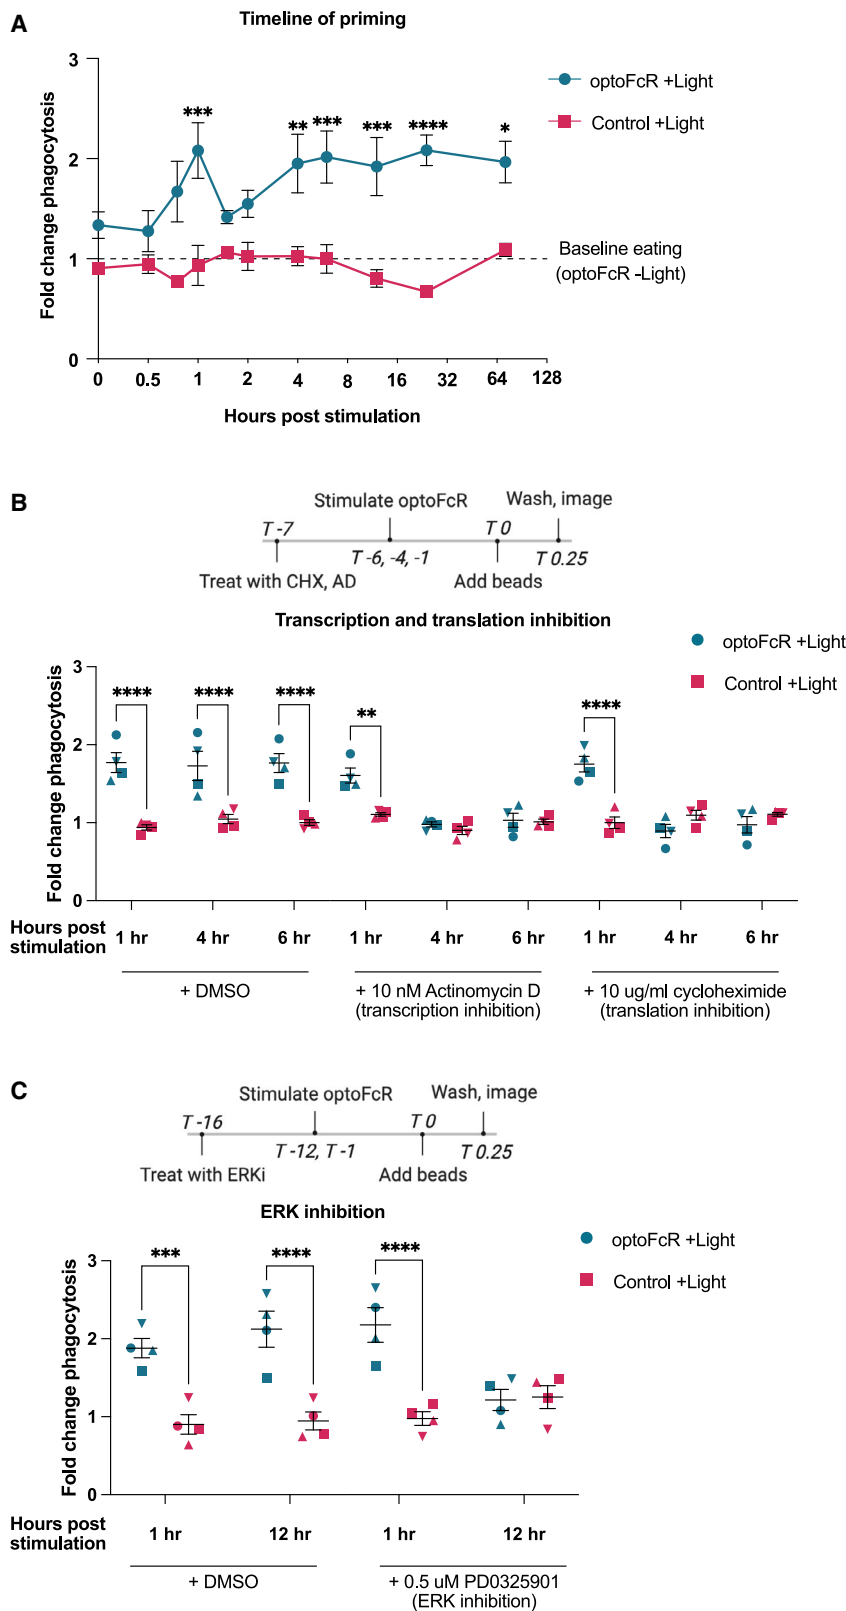 A
Timeline of priming
Fold change phagocytosis
3
2
1
0
*** ** *** *** **** *
optoFcR +Light
Control +Light
Baseline eating
(optoFcR -Light)
0 0.5 1 2 4 8 16 32 64 128
Hours post stimulation
B
Stimulate optoFcR Wash, image
T -7 T 0
T -6, -4, -1 T 0.25
Treat with CHX, AD Add beads
Transcription and translation inhibition
optoFcR +Light
Control +Light
Fold change phagocytosis
3
2
1
0
**** **** **** ** ****
Hours post
stimulation
1 hr 4 hr 6 hr 1 hr 4 hr 6 hr 1 hr 4 hr 6 hr
+ DMSO
+ 10 nM Actinomycin D
(transcription inhibition)
+ 10 ug/ml cycloheximide
(translation inhibition)
C
Stimulate optoFcR Wash, image
T -16 T 0
T -12, T -1 T 0.25
Treat with ERKi Add beads
ERK inhibition
optoFcR +Light
Control +Light
Fold change phagocytosis
3
2
1
0
*** **** ****
Hours post
stimulation
1 hr 12 hr 1 hr 12 hr
+ DMSO
+ 0.5 uM PD0325901
(ERK inhibition)